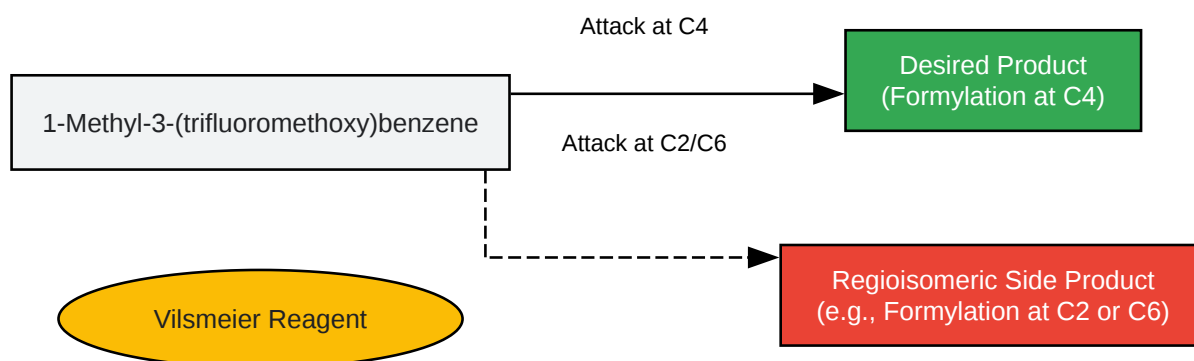 Attack at C4
Desired Product
(Formylation at C4)
1-Methyl-3-(trifluoromethoxy)benzene
Attack at C2/C6
Regioisomeric Side Product
(e.g., Formylation at C2 or C6)
Vilsmeier Reagent